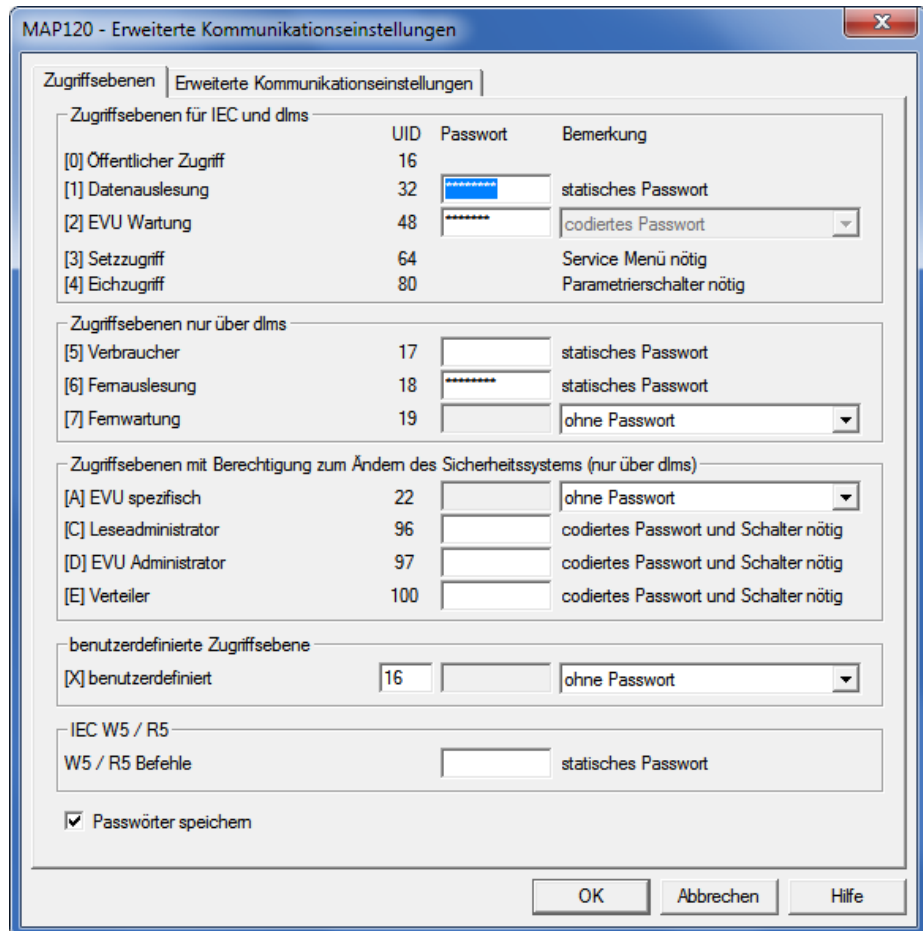 MAP120 - Erweiterte Kommunikationseinstellungen
Zugriffsebenen Erweiterte Kommunikationseinstellungen
Zugriffsebenen für IEC und dlms
UID Passwort Bemerkung
[0] Öffentlicher Zugriff 16
[1] Datenauslesung 32 ******** statisches Passwort
[2] EVU Wartung 48 ******* codiertes Passwort
[3] Setzzugriff 64 Service Menü nötig
[4] Eichzugriff 80 Parametrierschalter nötig
Zugriffsebenen nur über dlms
[5] Verbraucher 17 statisches Passwort
[6] Fernauslesung 18 ******** statisches Passwort
[7] Fernwartung 19 ohne Passwort
Zugriffsebenen mit Berechtigung zum Ändern des Sicherheitssystems (nur über dlms)
[A] EVU spezifisch 22 ohne Passwort
[C] Leseadministrator 96 codiertes Passwort und Schalter nötig
[D] EVU Administrator 97 codiertes Passwort und Schalter nötig
[E] Verteiler 100 codiertes Passwort und Schalter nötig
benutzerdefinierte Zugriffsebene
[X] benutzerdefiniert 16 ohne Passwort
IEC W5 / R5
W5 / R5 Befehle statisches Passwort
Passwörter speichern
OK Abbrechen Hilfe